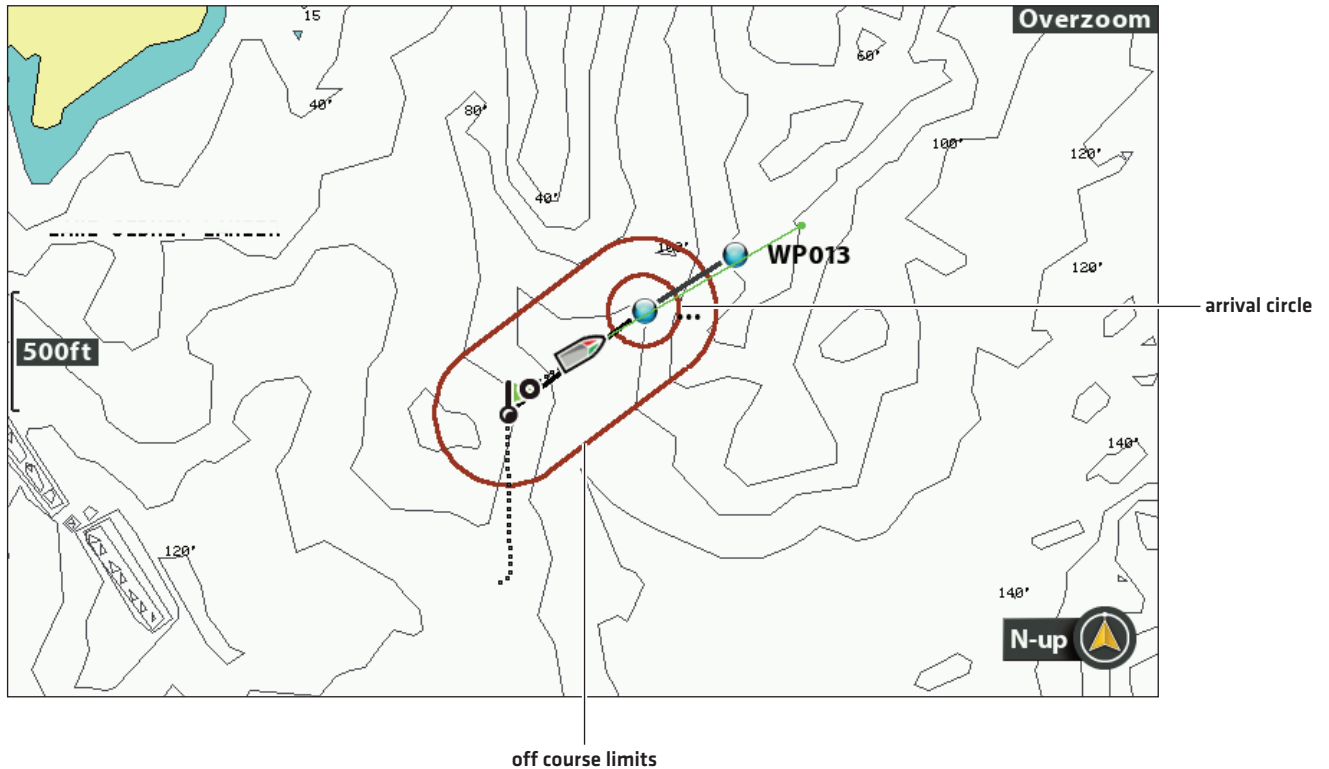 15
Overzoom
60'
40'
80'
100'
120'
40'
WP013
120'
arrival circle
...
500ft
140'
120'
140'
N-up
off course limits